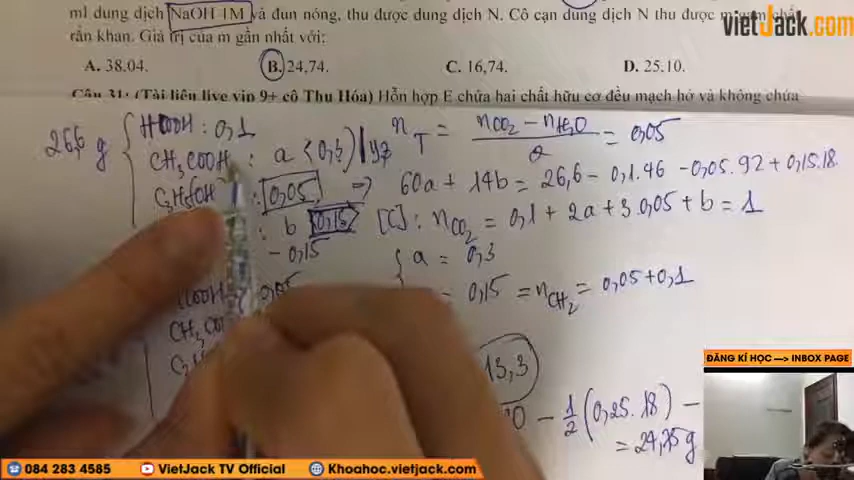 ml dung dịch NaOH 1M và đun nóng, thu được dung dịch N. Cô cạn dung dịch N thu được m gam chất
rắn khan. Giá trị của m gần nhất với:
vietJack.com
A. 38.04. B. 24,74. C. 16,74. D. 25.10.
Câu 31: (Tài liệu live vip 9+ cô Thu Hóa) Hỗn hợp E chứa hai chất hữu cơ đều mạch hở và không chứa
26,6 g
HCOOH : 0,1
n_T = (n_CO2 − n_H2O) / 2 = 0,05
CH3COOH : a (0,3)
: 0,05 ⇒ 60a + 14b = 26,6 − 0,1.46 − 0,05.92 + 0,15.18
: b 0,15 [C] : n_CO2 = 0,1 + 2a + 3.0,05 + b = 1
- 0,15
a = 0,3
= 0,15 = n_CH2 = 0,05 + 0,1
13,3
− 1/2 (0,25.18) −
= 24,75 g
ĐĂNG KÍ HỌC —> INBOX PAGE
084 283 4585 VietJack TV Official Khoahoc.vietjack.com